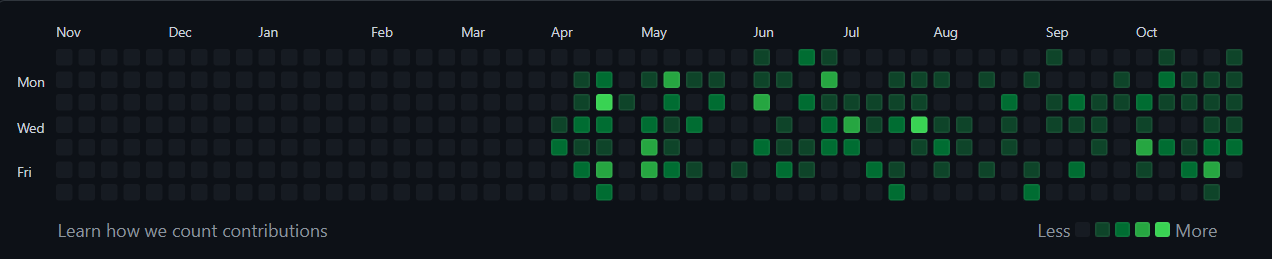 Nov Dec Jan Feb Mar Apr May Jun Jul Aug Sep Oct
Mon
Wed
Fri
Learn how we count contributions
Less More